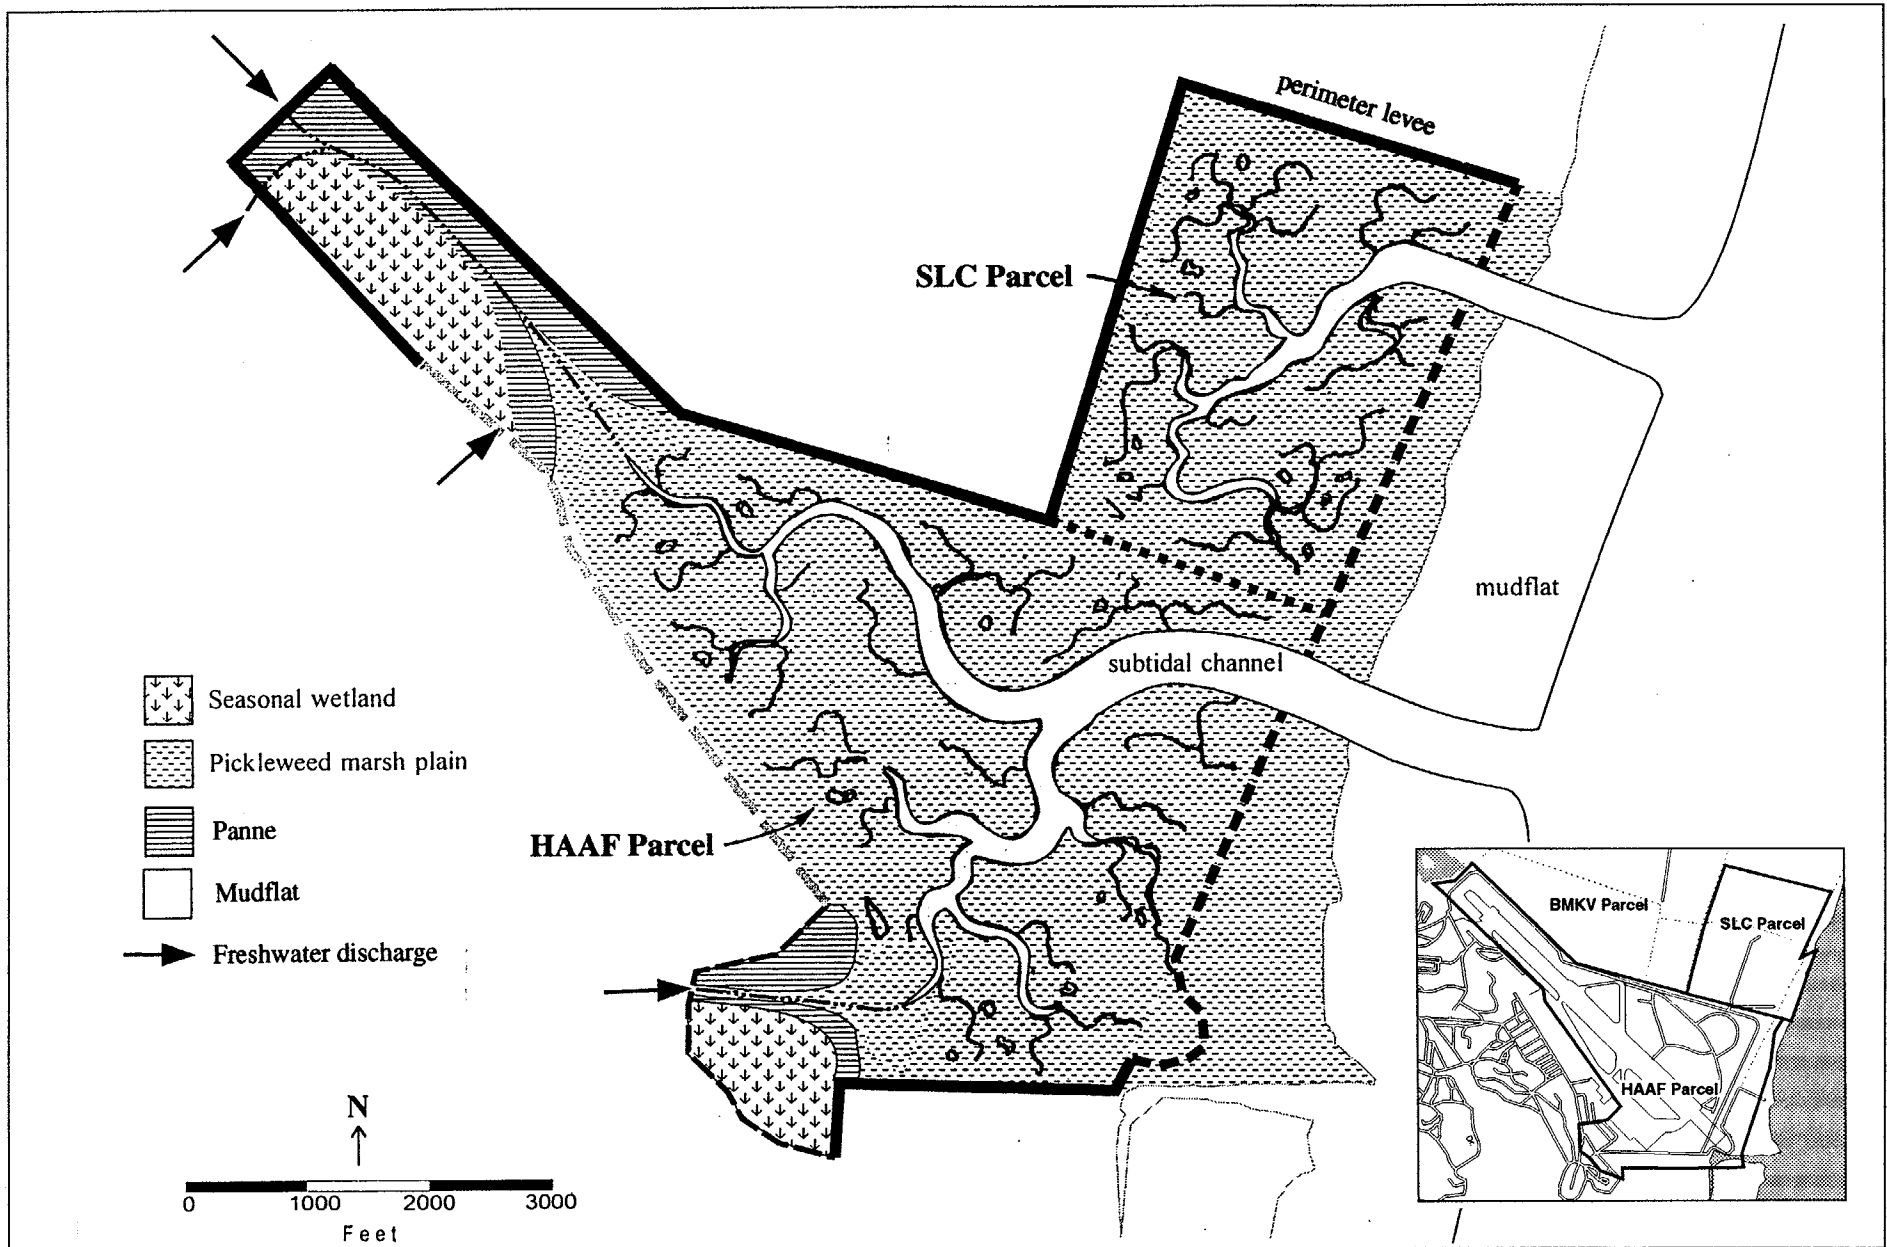 perimeter levee
SLC Parcel
mudflat
subtidal channel
Seasonal wetland
Pickleweed marsh plain
Panne
Mudflat
Freshwater discharge
HAAF Parcel
BMKV Parcel
SLC Parcel
HAAF Parcel
N
0 1000 2000 3000
Feet